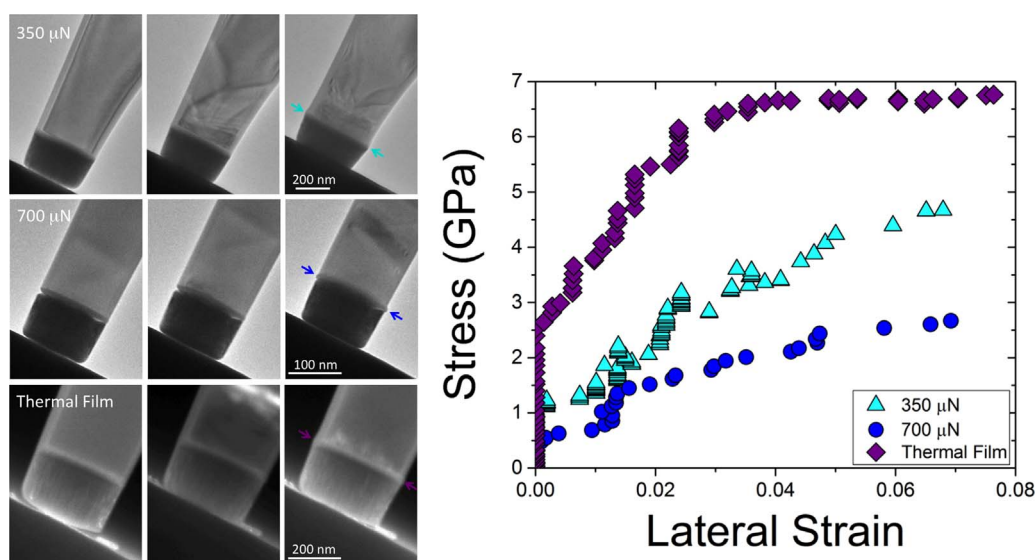 350 μN
200 nm
700 μN
100 nm
Thermal Film
200 nm
Stress (GPa)
7
6
5
4
3
2
1
0
0.00 0.02 0.04 0.06 0.08
Lateral Strain
350 μN
700 μN
Thermal Film